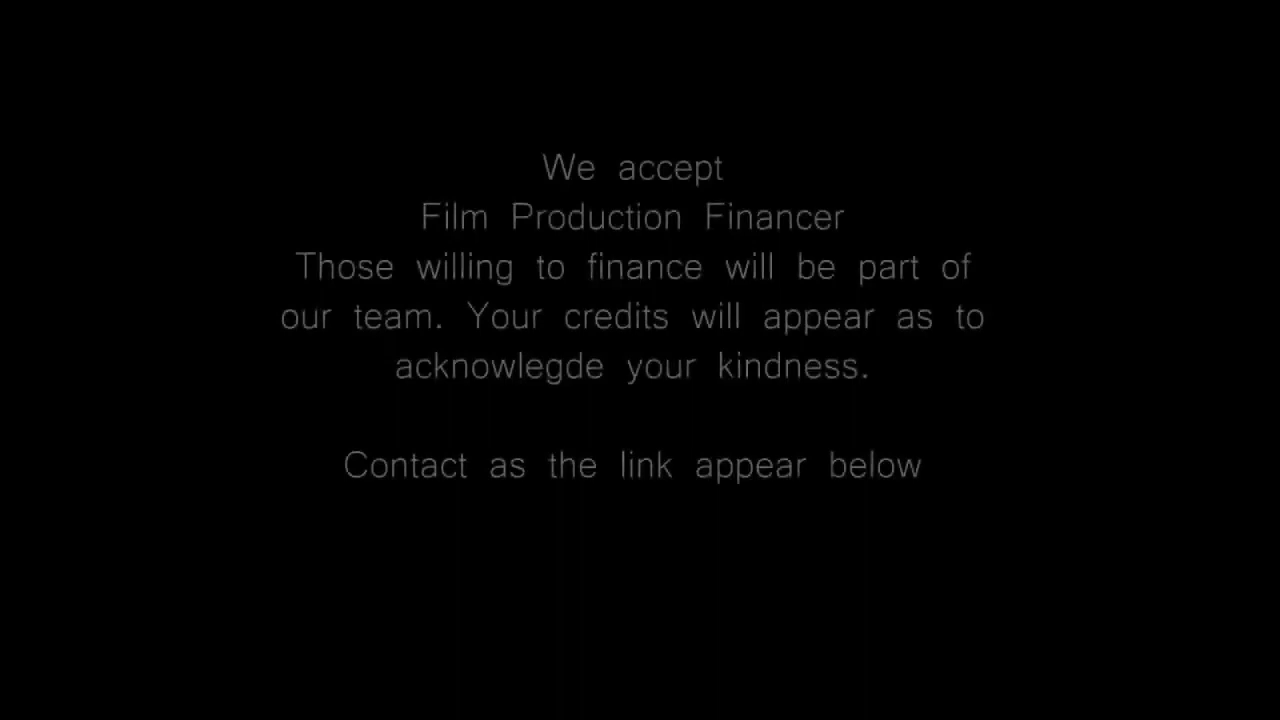 We accept
Film Production Financer
Those willing to finance will be part of
our team. Your credits will appear as to
acknowlegde your kindness.
Contact as the link appear below